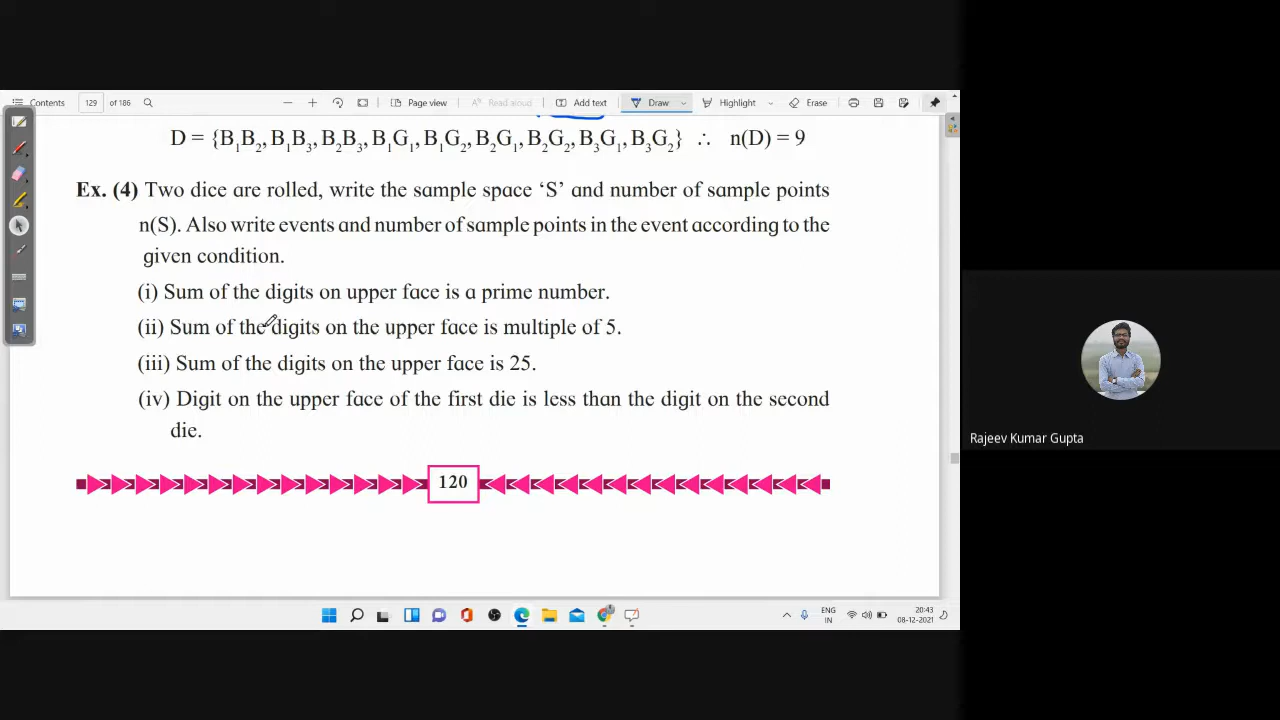 Contents 129 of 186 Page view Read aloud Add text Draw Highlight Erase
D = {B₁B₂, B₁B₃, B₂B₃, B₁G₁, B₁G₂, B₂G₁, B₂G₂, B₃G₁, B₃G₂} ∴ n(D) = 9
Ex. (4) Two dice are rolled, write the sample space ‘S’ and number of sample points
n(S). Also write events and number of sample points in the event according to the
given condition.
(i) Sum of the digits on upper face is a prime number.
(ii) Sum of the digits on the upper face is multiple of 5.
(iii) Sum of the digits on the upper face is 25.
(iv) Digit on the upper face of the first die is less than the digit on the second
die.
Rajeev Kumar Gupta
120
ENG
IN
20:43
08-12-2021